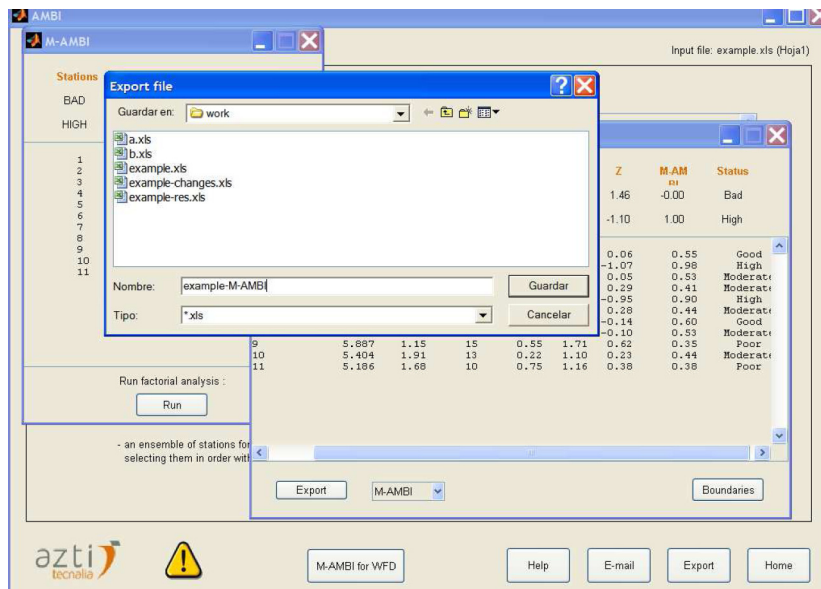 AMBI
M-AMBI
Input file: example.xls (Hoja1)
Stations
BAD
HIGH
1
2
3
4
5
6
7
8
9
10
11
Run factorial analysis :
Run
Export file
Guardar en: work
a.xls
b.xls
example.xls
example-changes.xls
example-res.xls
Nombre: example-M-AMBI Guardar
Tipo: *.xls Cancelar
Z M-AM Status
1.46 -0.00 Bad
-1.10 1.00 High
0.06 0.55 Good
-1.07 0.98 High
0.05 0.53 Moderate
0.29 0.41 Moderate
-0.95 0.90 High
0.28 0.44 Moderate
-0.14 0.60 Good
-0.10 0.53 Moderate
9 5.887 1.15 15 0.55 1.71 0.62 0.35 Poor
10 5.404 1.91 13 0.22 1.10 0.23 0.44 Moderate
11 5.186 1.68 10 0.75 1.16 0.38 0.38 Poor
- an ensemble of stations for
selecting them in order with
Export M-AMBI Boundaries
azti
tecnalia
M-AMBI for WFD Help E-mail Export Home